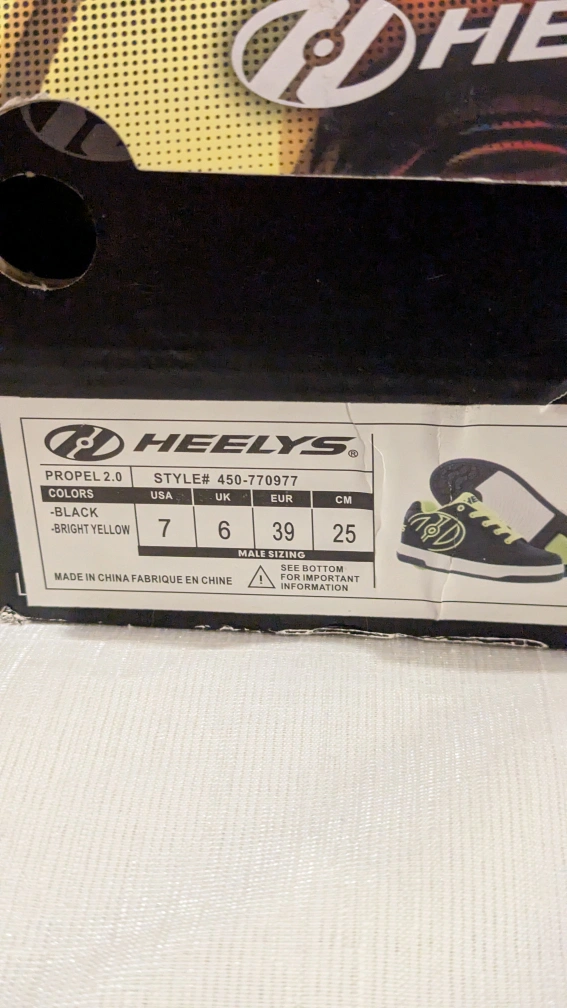 HE
HEELYS®
PROPEL 2.0 STYLE# 450-770977
COLORS USA UK EUR CM
-BLACK
-BRIGHT YELLOW 7 6 39 25
MALE SIZING
MADE IN CHINA FABRIQUE EN CHINE
SEE BOTTOM
FOR IMPORTANT
INFORMATION